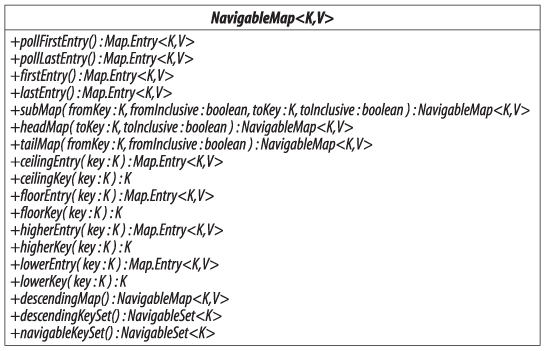 NavigableMap<K,V>
+pollFirstEntry() : Map.Entry<K,V>
+pollLastEntry() : Map.Entry<K,V>
+firstEntry() : Map.Entry<K,V>
+lastEntry() : Map.Entry<K,V>
+subMap( fromKey : K, fromInclusive : boolean, toKey : K, toInclusive : boolean ) : NavigableMap<K,V>
+headMap( toKey : K, toInclusive : boolean ) : NavigableMap<K,V>
+tailMap( fromKey : K, fromInclusive : boolean ) : NavigableMap<K,V>
+ceilingEntry( key : K ) : Map.Entry<K,V>
+ceilingKey( key : K ) : K
+floorEntry( key : K ) : Map.Entry<K,V>
+floorKey( key : K ) : K
+higherEntry( key : K ) : Map.Entry<K,V>
+higherKey( key : K ) : K
+lowerEntry( key : K ) : Map.Entry<K,V>
+lowerKey( key : K ) : K
+descendingMap() : NavigableMap<K,V>
+descendingKeySet() : NavigableSet<K>
+navigableKeySet() : NavigableSet<K>